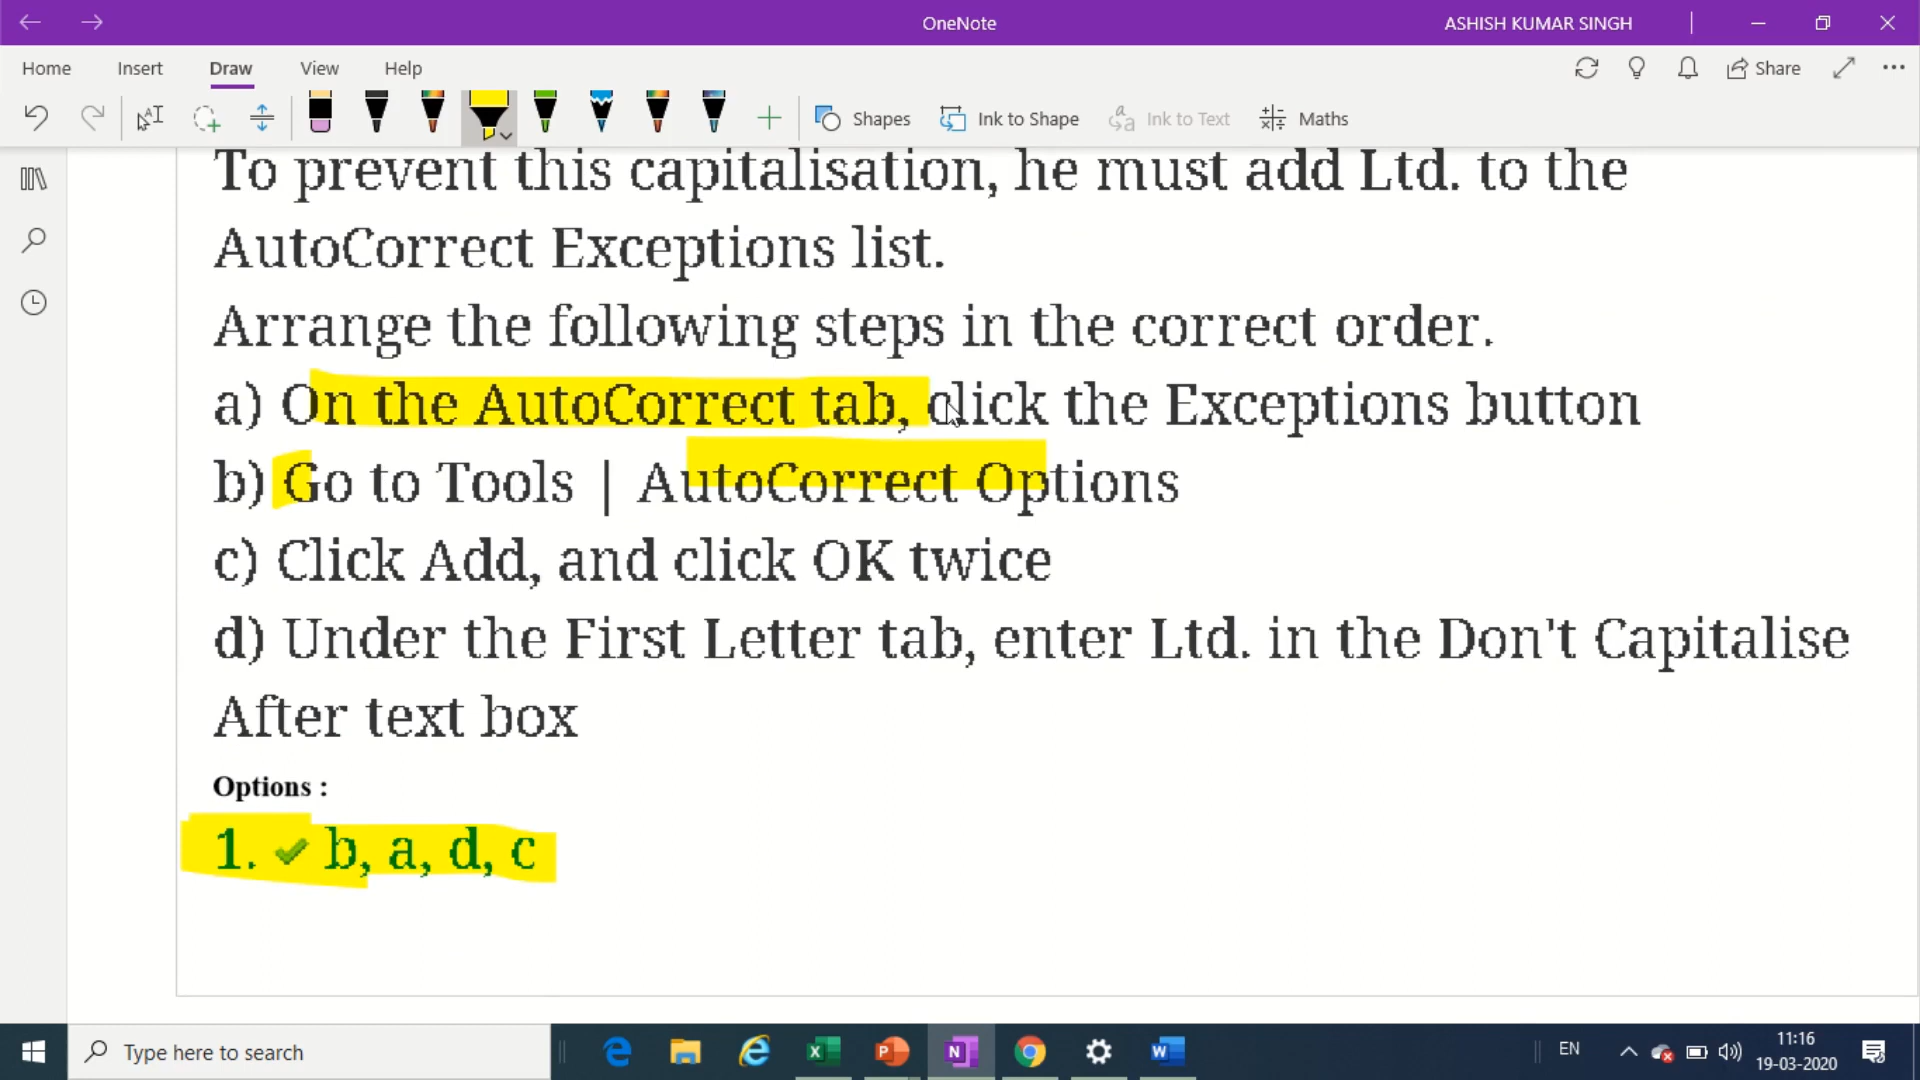 OneNote
ASHISH KUMAR SINGH
Home Insert Draw View Help
Share
Shapes Ink to Shape Ink to Text Maths
To prevent this capitalisation, he must add Ltd. to the
AutoCorrect Exceptions list.
Arrange the following steps in the correct order.
a) On the AutoCorrect tab, click the Exceptions button
b) Go to Tools | AutoCorrect Options
c) Click Add, and click OK twice
d) Under the First Letter tab, enter Ltd. in the Don't Capitalise
After text box
Options :
1. ✔ b, a, d, c
Type here to search
EN
11:16
19-03-2020